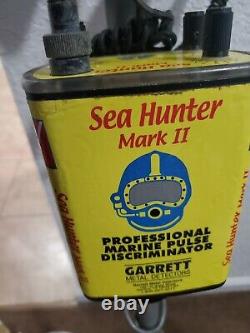 Sea Hunter
Mark II
PROFESSIONAL
MARINE PULSE
DISCRIMINATOR
GARRETT
METAL DETECTORS
Sea Hunter
Sea Hunter Mark II